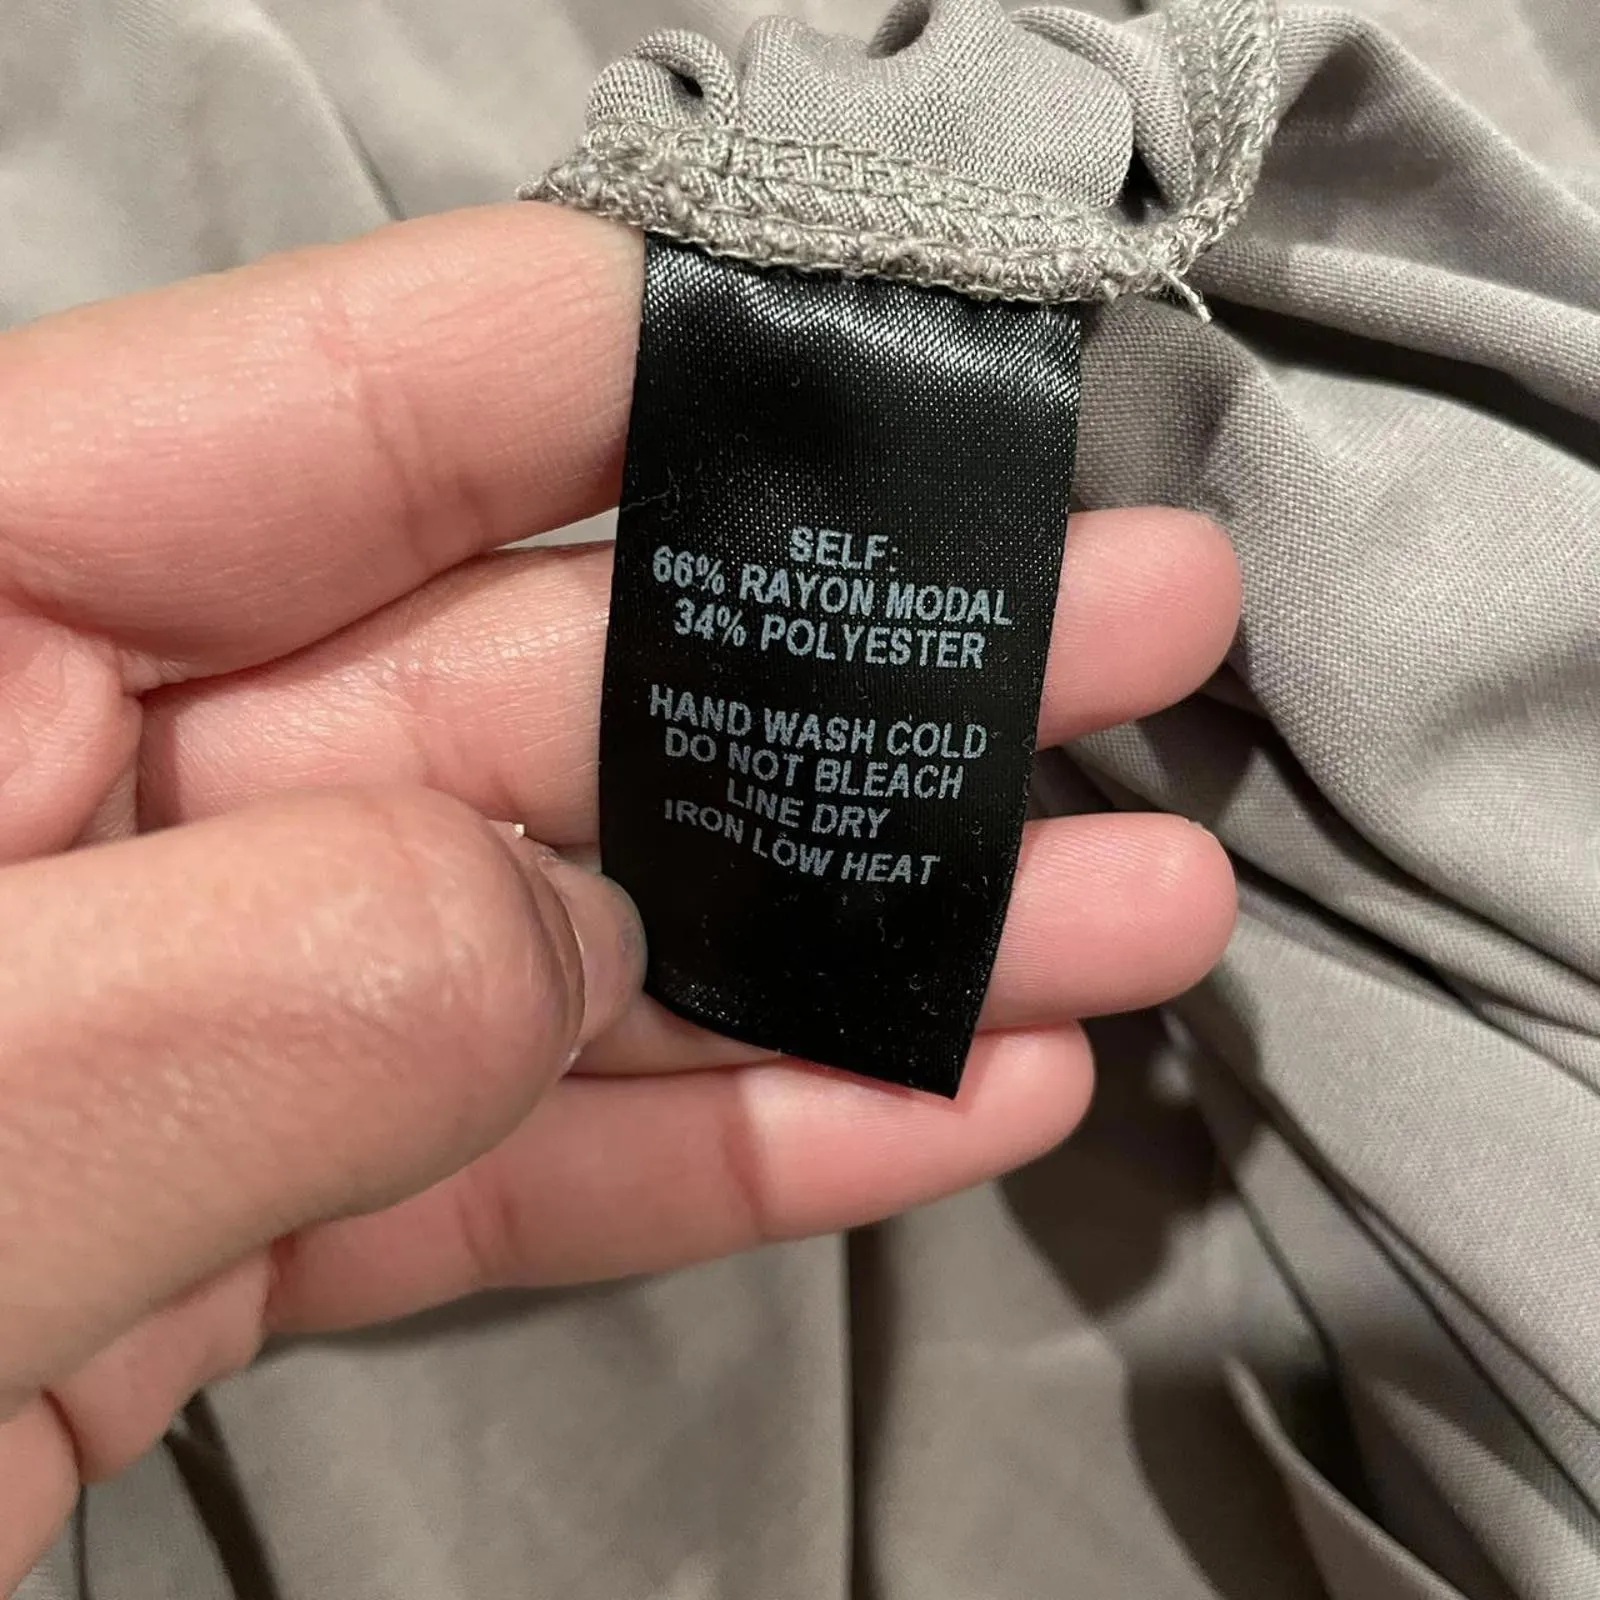 SELF:
66% RAYON MODAL
34% POLYESTER
HAND WASH COLD
DO NOT BLEACH
LINE DRY
IRON LOW HEAT